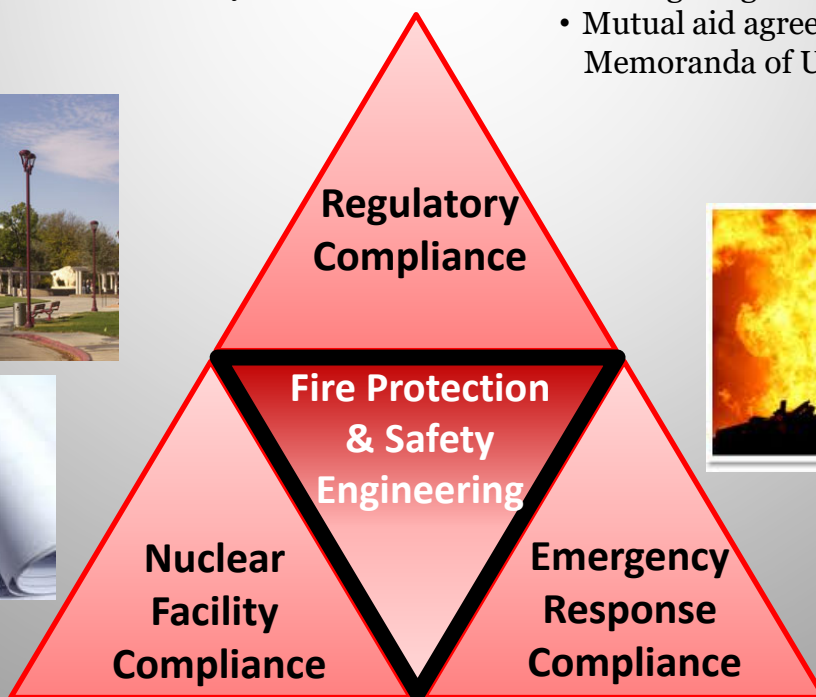 • Mutual aid agree
Memoranda of U
Regulatory
Compliance
Fire Protection
& Safety
Engineering
Nuclear
Facility
Compliance
Emergency
Response
Compliance